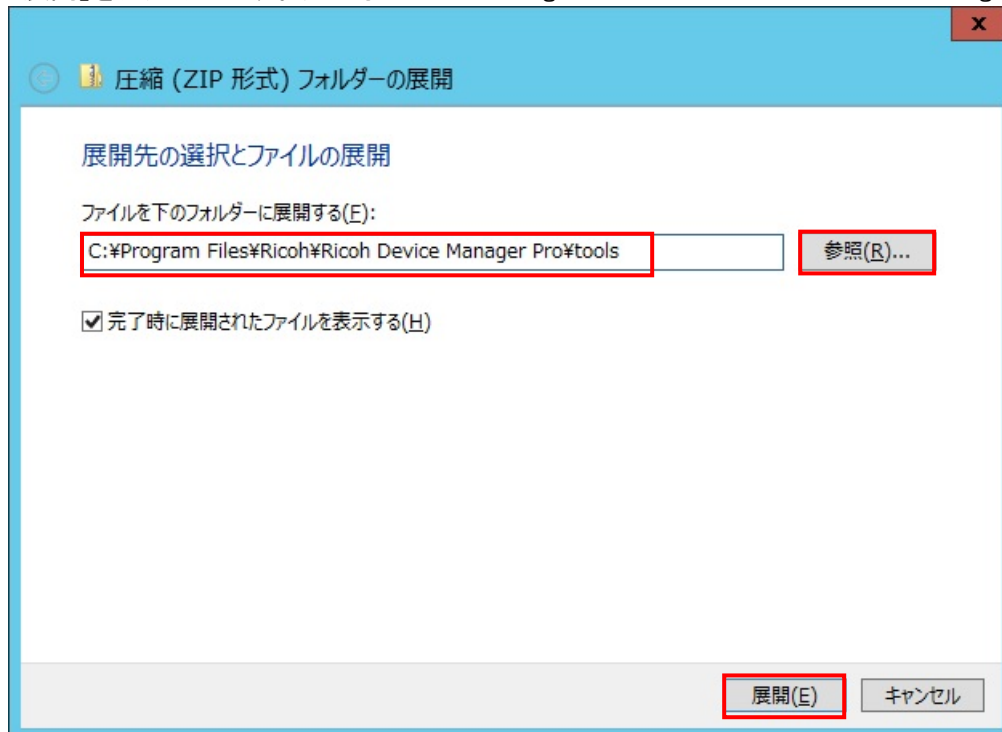 圧縮 (ZIP 形式) フォルダーの展開
展開先の選択とファイルの展開
ファイルを下のフォルダーに展開する(F):
C:¥Program Files¥Ricoh¥Ricoh Device Manager Pro¥tools
参照(R)...
完了時に展開されたファイルを表示する(H)
展開(E)
キャンセル